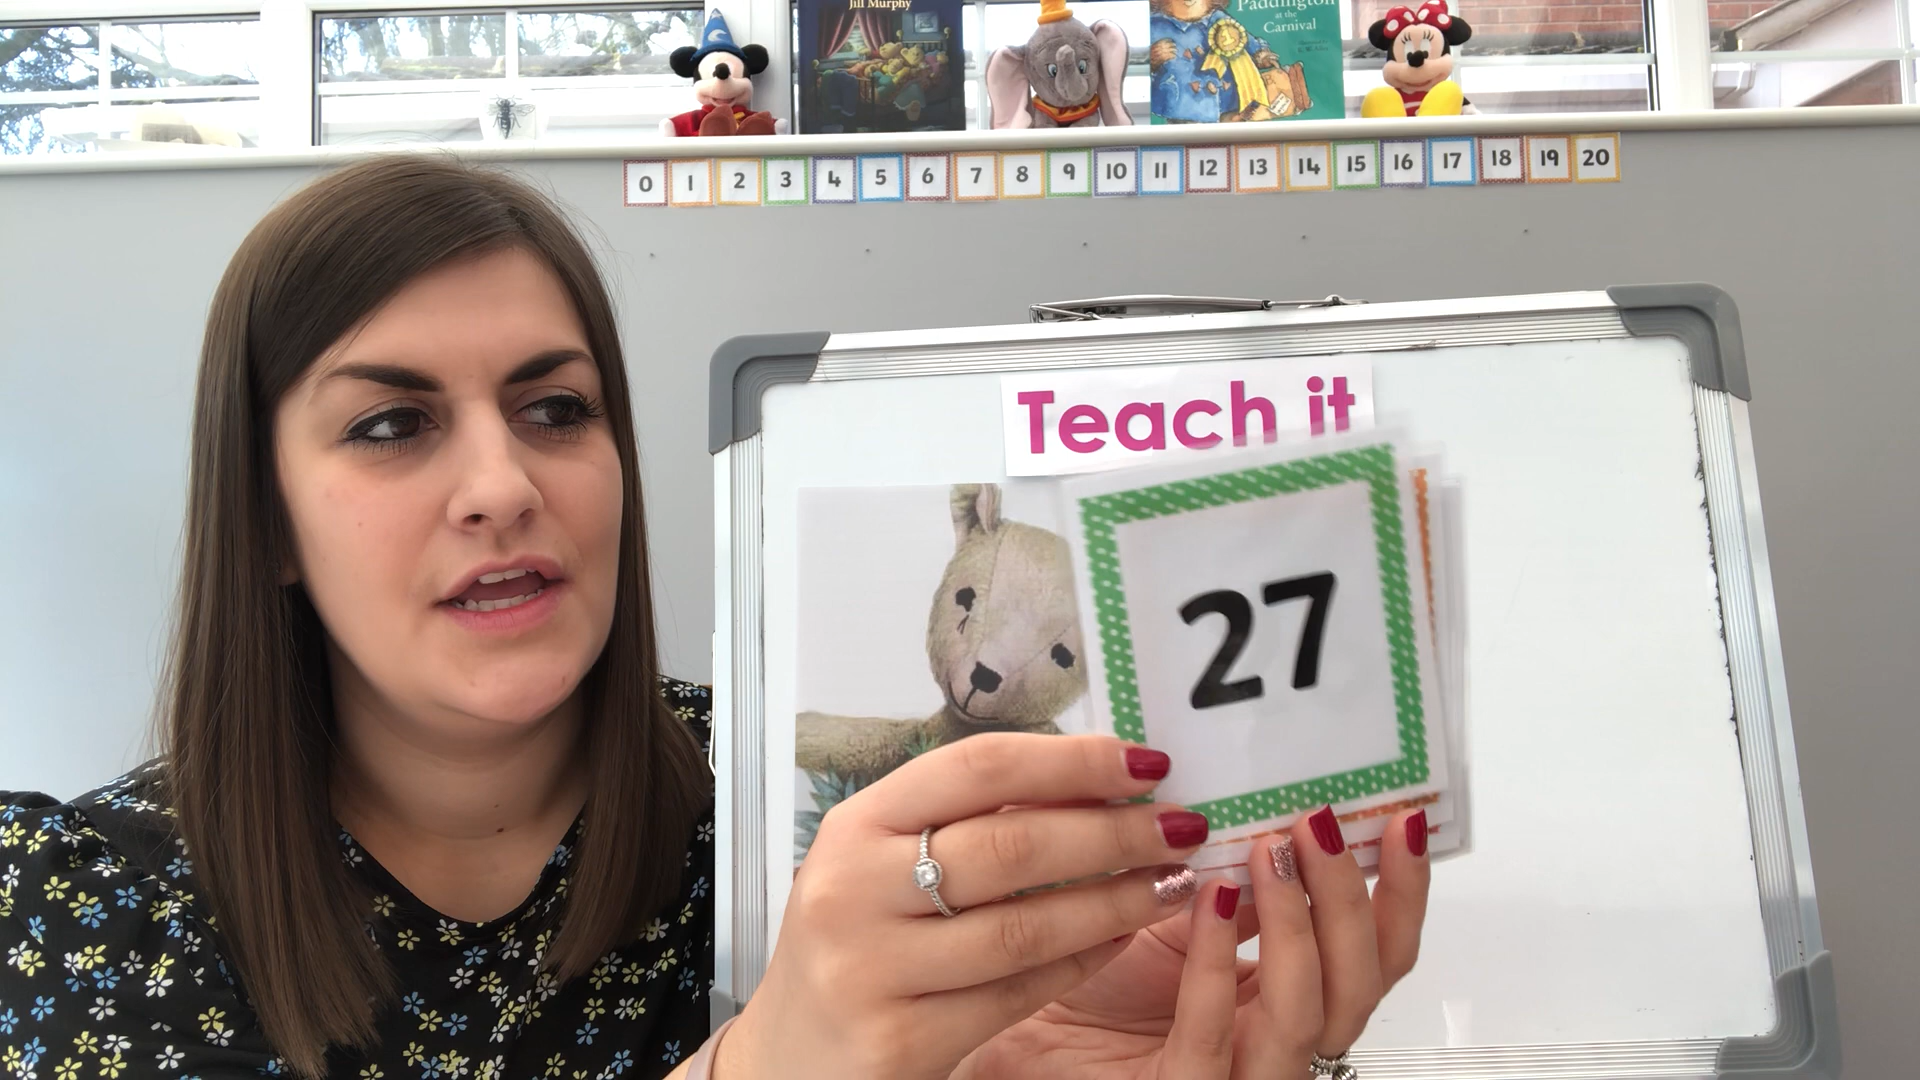 Jill Murphy
Paddington
at the
Carnival
0 1 2 3 4 5 6 7 8 9 10 11 12 13 14 15 16 17 18 19 20
Teach it
27